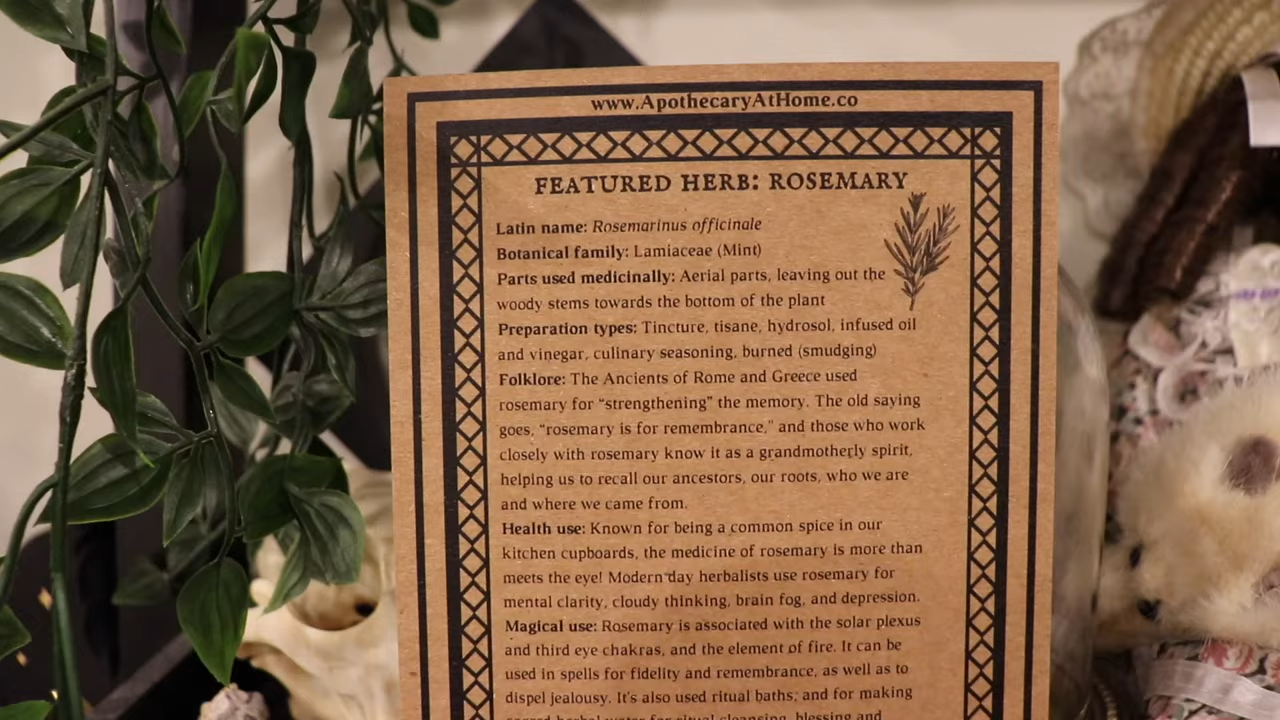 www.ApothecaryAtHome.co
FEATURED HERB: ROSEMARY
Latin name: Rosemarinus officinale
Botanical family: Lamiaceae (Mint)
Parts used medicinally: Aerial parts, leaving out the
woody stems towards the bottom of the plant
Preparation types: Tincture, tisane, hydrosol, infused oil
and vinegar, culinary seasoning, burned (smudging)
Folklore: The Ancients of Rome and Greece used
rosemary for “strengthening” the memory. The old saying
goes, “rosemary is for remembrance,” and those who work
closely with rosemary know it as a grandmotherly spirit,
helping us to recall our ancestors, our roots, who we are
and where we came from.
Health use: Known for being a common spice in our
kitchen cupboards, the medicine of rosemary is more than
meets the eye! Modern day herbalists use rosemary for
mental clarity, cloudy thinking, brain fog, and depression.
Magical use: Rosemary is associated with the solar plexus
and third eye chakras, and the element of fire. It can be
used in spells for fidelity and remembrance, as well as to
dispel jealousy. It's also used ritual baths, and for making
sacred herbal water for ritual cleansing, blessing and